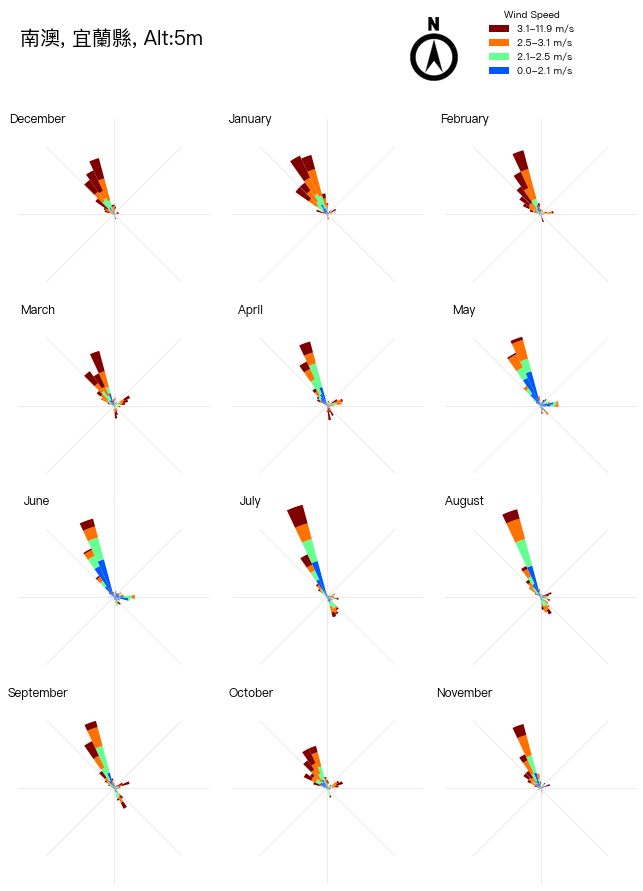 南澳, 宜蘭縣, Alt:5m
N
Wind Speed
3.1–11.9 m/s
2.5–3.1 m/s
2.1–2.5 m/s
0.0–2.1 m/s
December
January
February
March
April
May
June
July
August
September
October
November